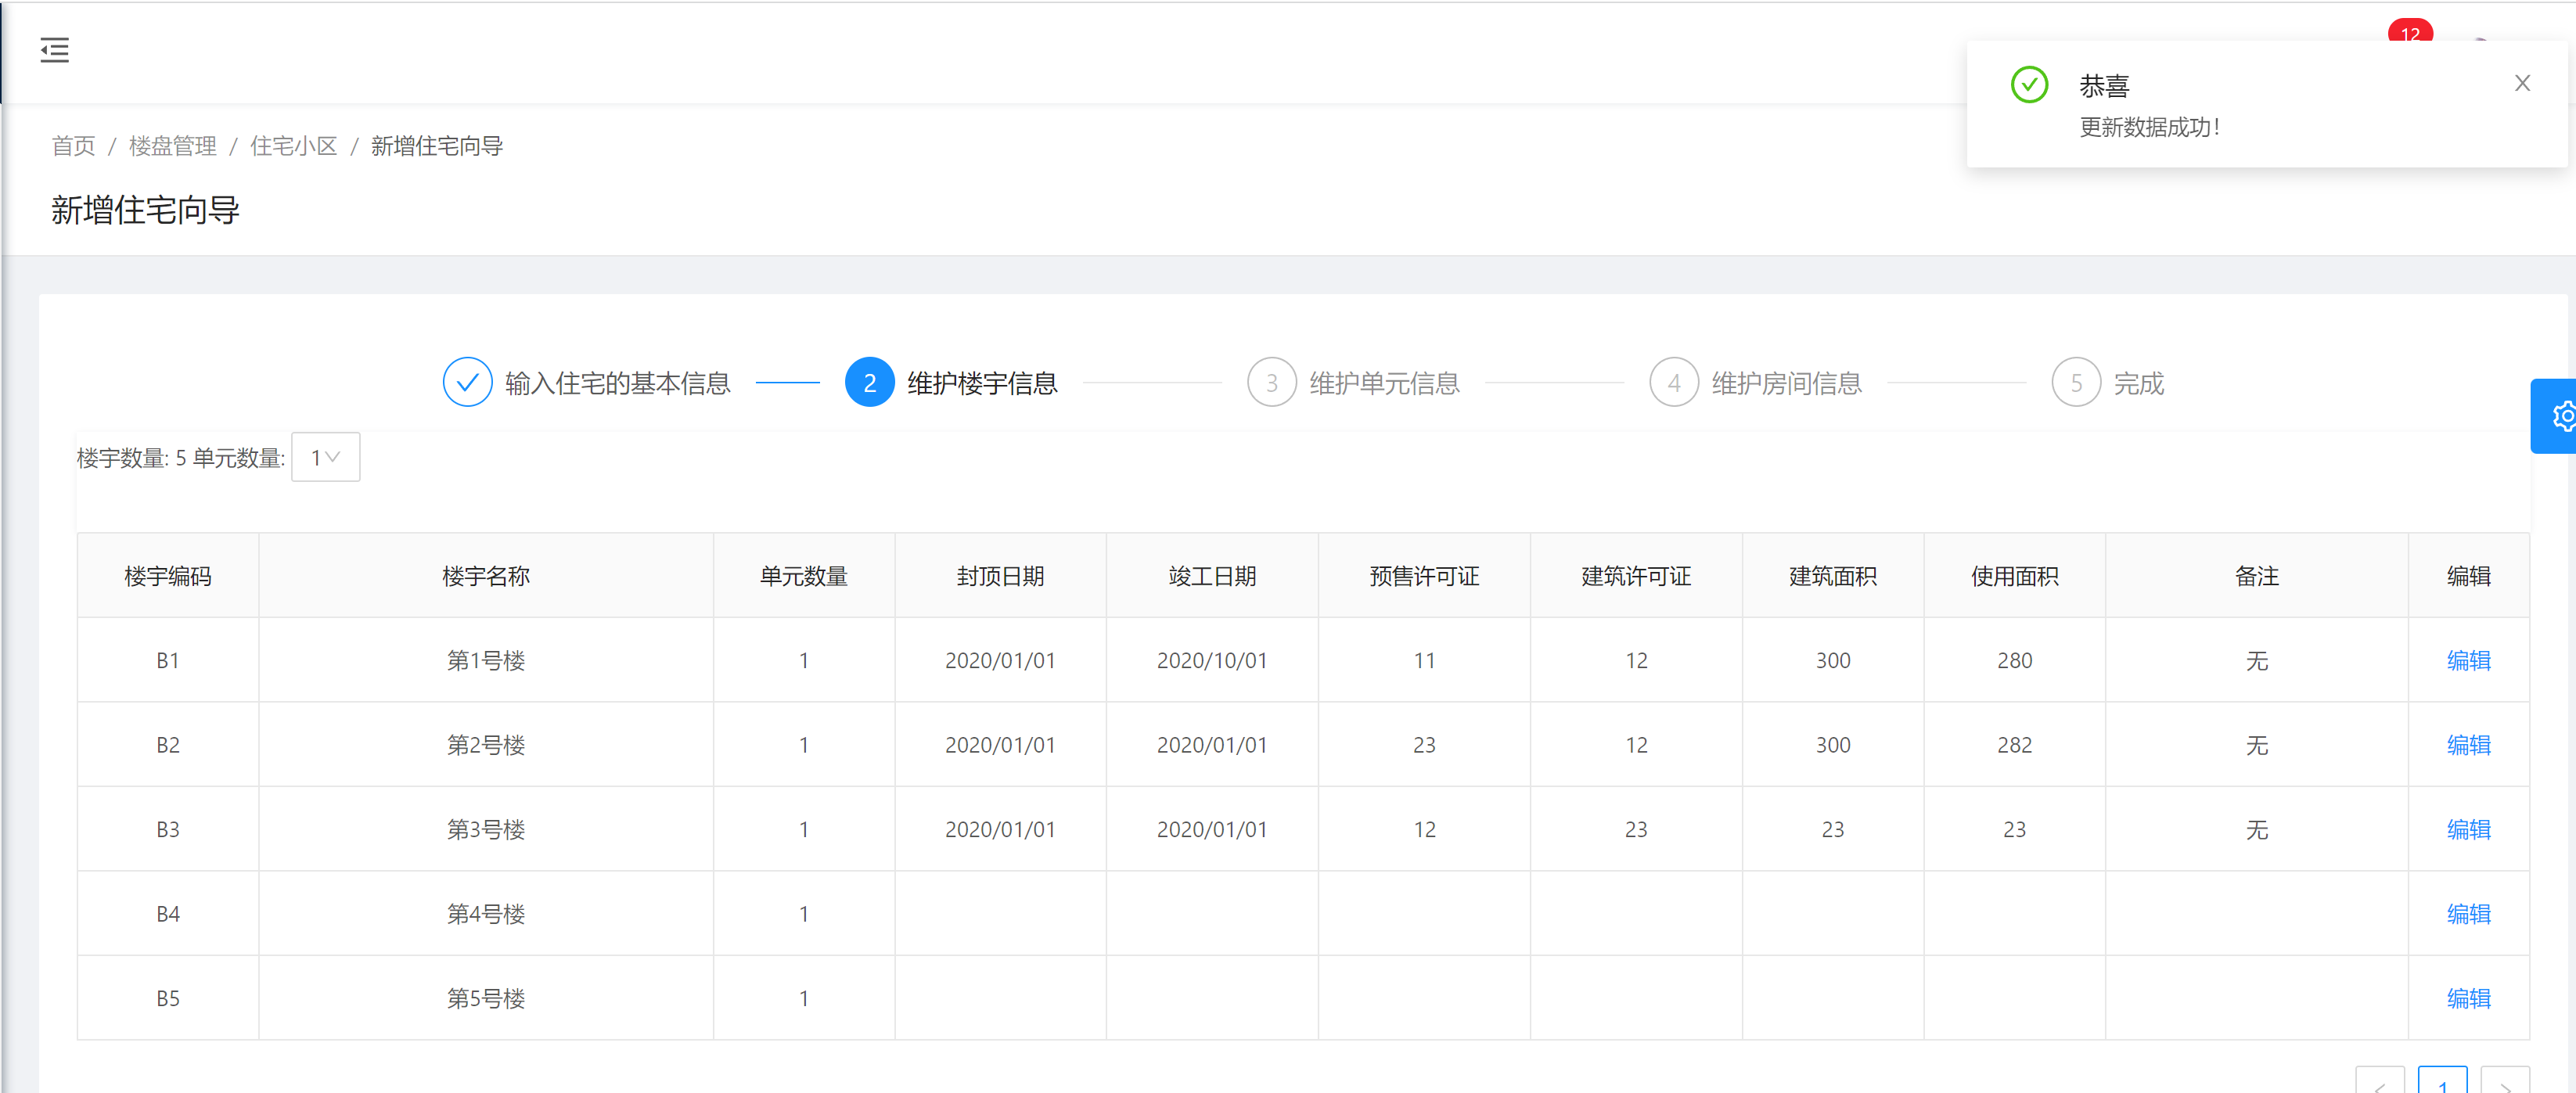 12
恭喜
更新数据成功!
首页 / 楼盘管理 / 住宅小区 / 新增住宅向导
新增住宅向导
输入住宅的基本信息 2 维护楼宇信息 3 维护单元信息 4 维护房间信息 5 完成
楼宇数量: 5 单元数量: 1
楼宇编码 楼宇名称 单元数量 封顶日期 竣工日期 预售许可证 建筑许可证 建筑面积 使用面积 备注 编辑
B1 第1号楼 1 2020/01/01 2020/10/01 11 12 300 280 无 编辑
B2 第2号楼 1 2020/01/01 2020/01/01 23 12 300 282 无 编辑
B3 第3号楼 1 2020/01/01 2020/01/01 12 23 23 23 无 编辑
B4 第4号楼 1 编辑
B5 第5号楼 1 编辑
1